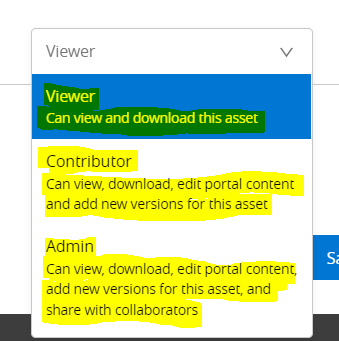 Viewer
Viewer
Can view and download this asset
Contributor
Can view, download, edit portal content
and add new versions for this asset
Admin
Can view, download, edit portal content,
add new versions for this asset, and
share with collaborators
Sa